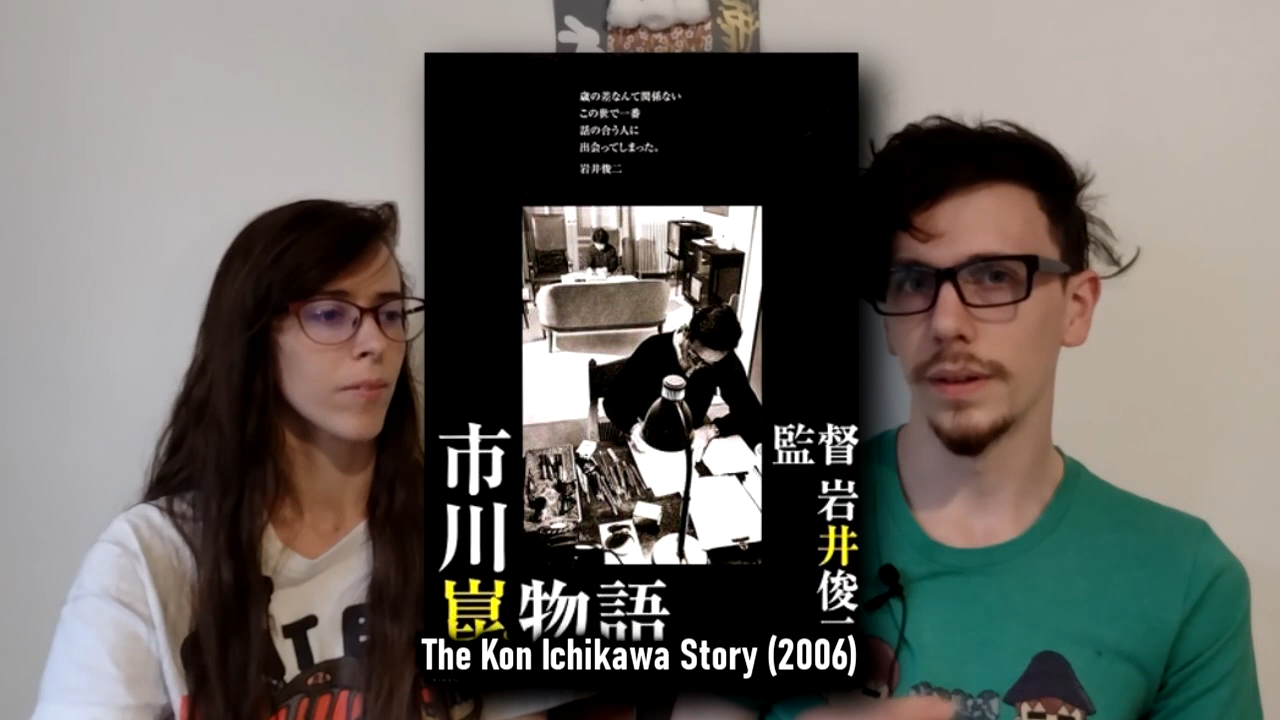 歳の差なんて関係ない
この世で一番
話の合う人に
出会ってしまった。
岩井俊二
市川
崑物語
監督
岩井俊二
The Kon Ichikawa Story (2006)